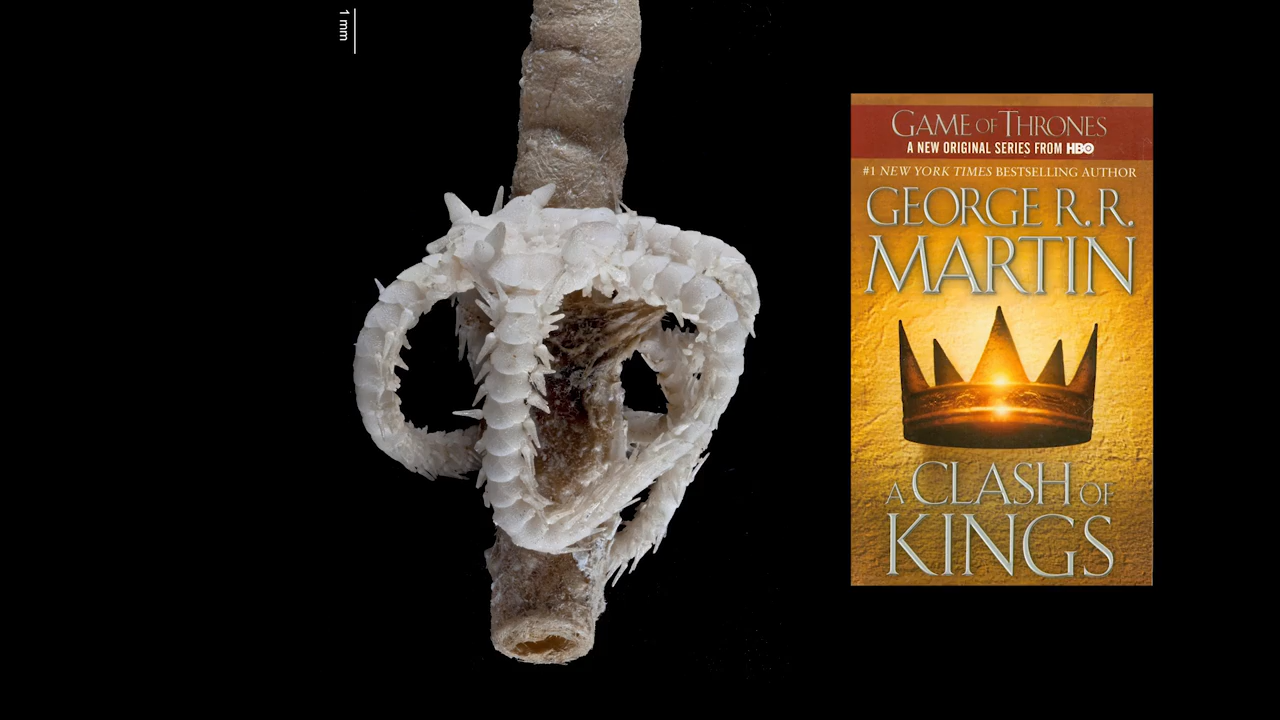 1 mm
GAME OF THRONES
A NEW ORIGINAL SERIES FROM HBO
#1 NEW YORK TIMES BESTSELLING AUTHOR
GEORGE R. R.
MARTIN
A CLASH OF
KINGS